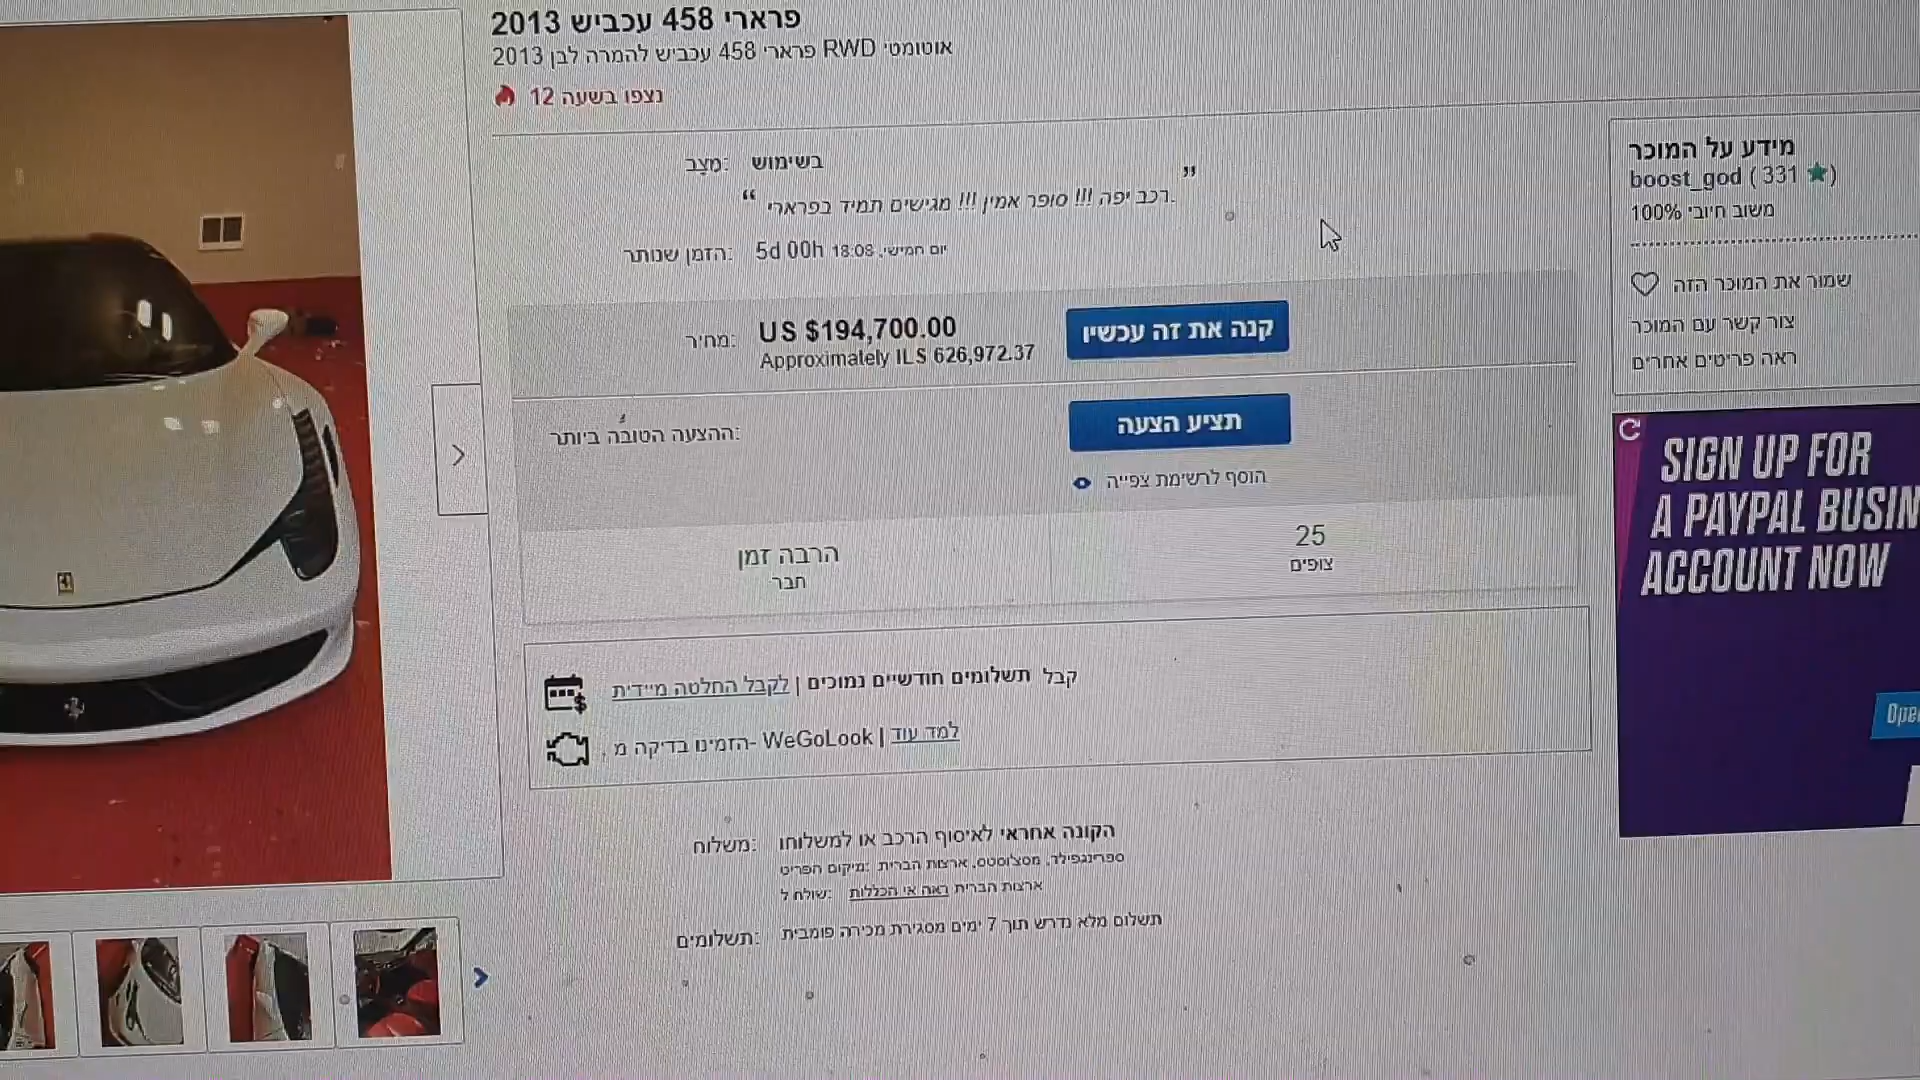 פרארי 458 עכביש 2013
אוטומטי RWD פרארי 458 עכביש להמרה לבן 2013
נצפו בשעה 12
מַצָב: בשימוש
“ רכב יפה !!! סופר אמין !!! מגישים תמיד בפרארי. ”
הזמן שנותר: 5d 00h יום חמישי, 18:08
מחיר: US $194,700.00
Approximately ILS 626,972.37
קנה את זה עכשיו
ההצעה הטובה ביותר:
תציע הצעה
הוסף לרשימת צפייה
הרבה זמן
חבר
25
צופים
קבל תשלומים חודשיים נמוכים | לקבל החלטה מיידית
הזמינו בדיקה מ- WeGoLook | למד עוד
משלוח: הקונה אחראי לאיסוף הרכב או למשלוחו
מיקום הפריט: ספרינגפילד, מסצ'וסטס, ארצות הברית
שולח ל: ארצות הברית ראה אי הכללות
תשלומים: תשלום מלא נדרש תוך 7 ימים מסגירת מכירה פומבית
מידע על המוכר
boost_god ( 331 ★)
100% משוב חיובי
שמור את המוכר הזה
צור קשר עם המוכר
ראה פריטים אחרים
SIGN UP FOR
A PAYPAL BUSIN
ACCOUNT NOW
Ope